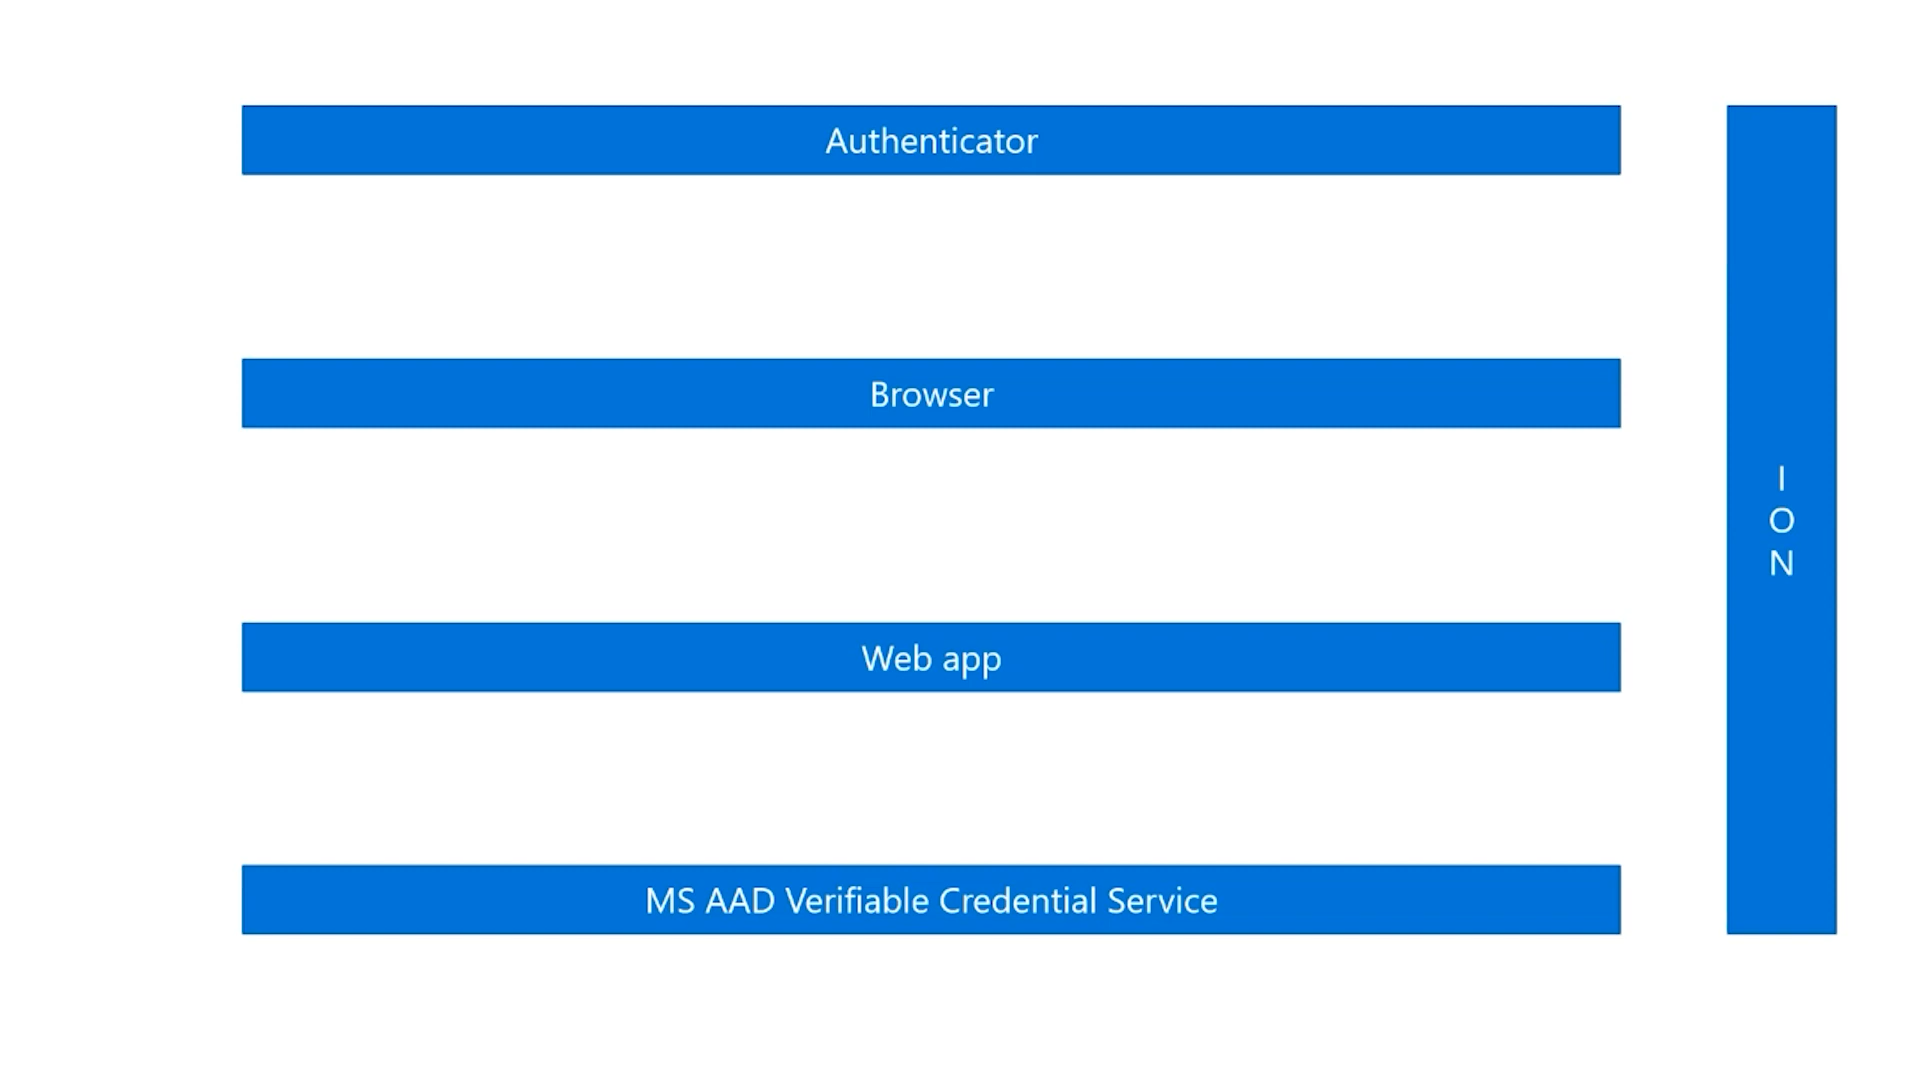 Authenticator
Browser
Web app
MS AAD Verifiable Credential Service
I
O
N